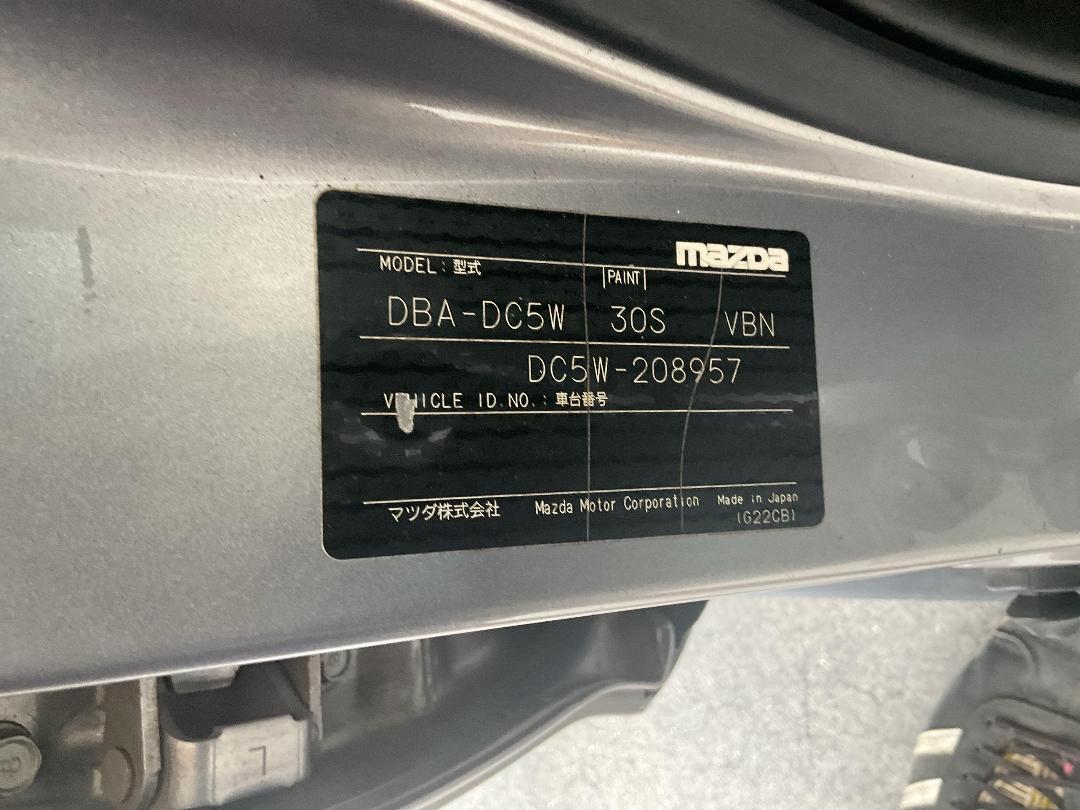 mazda
MODEL : 型式 PAINT
DBA-DC5W 30S VBN
DC5W-208957
VEHICLE ID.NO. : 車台番号
マツダ株式会社 Mazda Motor Corporation Made in Japan
(G22CB)
L